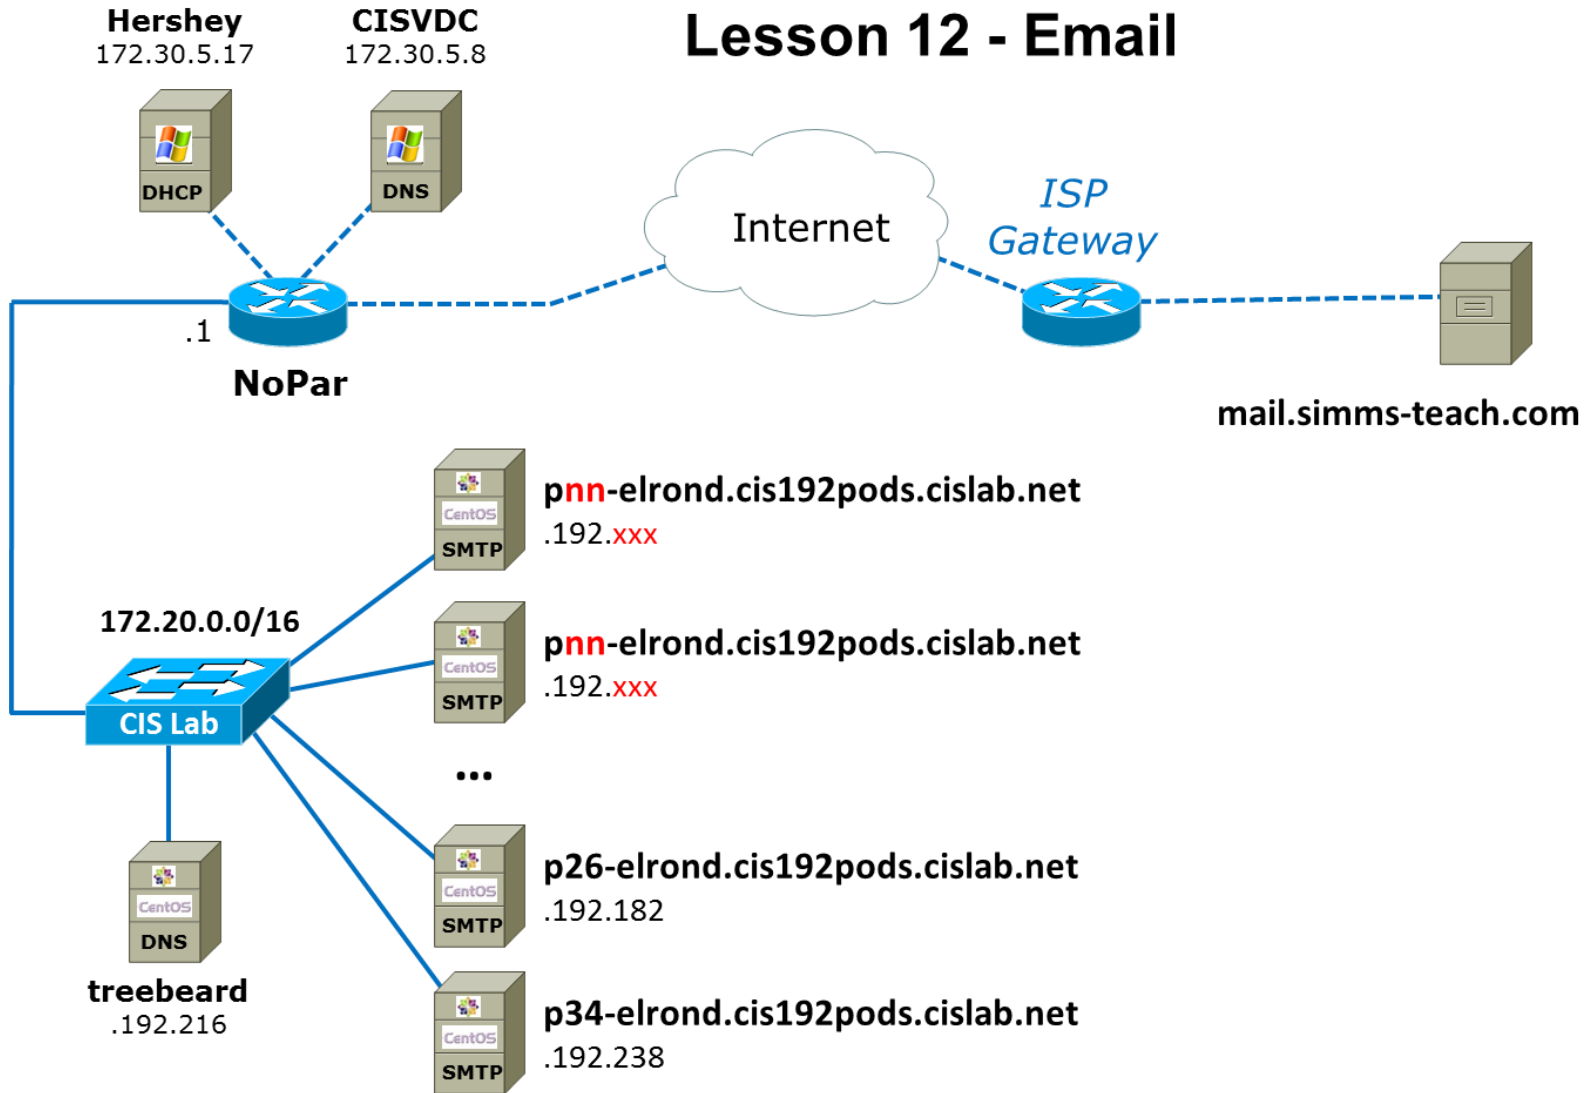 Lesson 12 - Email
Hershey
172.30.5.17
CISVDC
172.30.5.8
DHCP
DNS
Internet
ISP
Gateway
.1
NoPar
mail.simms-teach.com
pnn-elrond.cis192pods.cislab.net
.192.xxx
CentOS
SMTP
172.20.0.0/16
pnn-elrond.cis192pods.cislab.net
.192.xxx
CentOS
SMTP
CIS Lab
...
p26-elrond.cis192pods.cislab.net
.192.182
CentOS
SMTP
CentOS
DNS
treebeard
.192.216
p34-elrond.cis192pods.cislab.net
.192.238
CentOS
SMTP